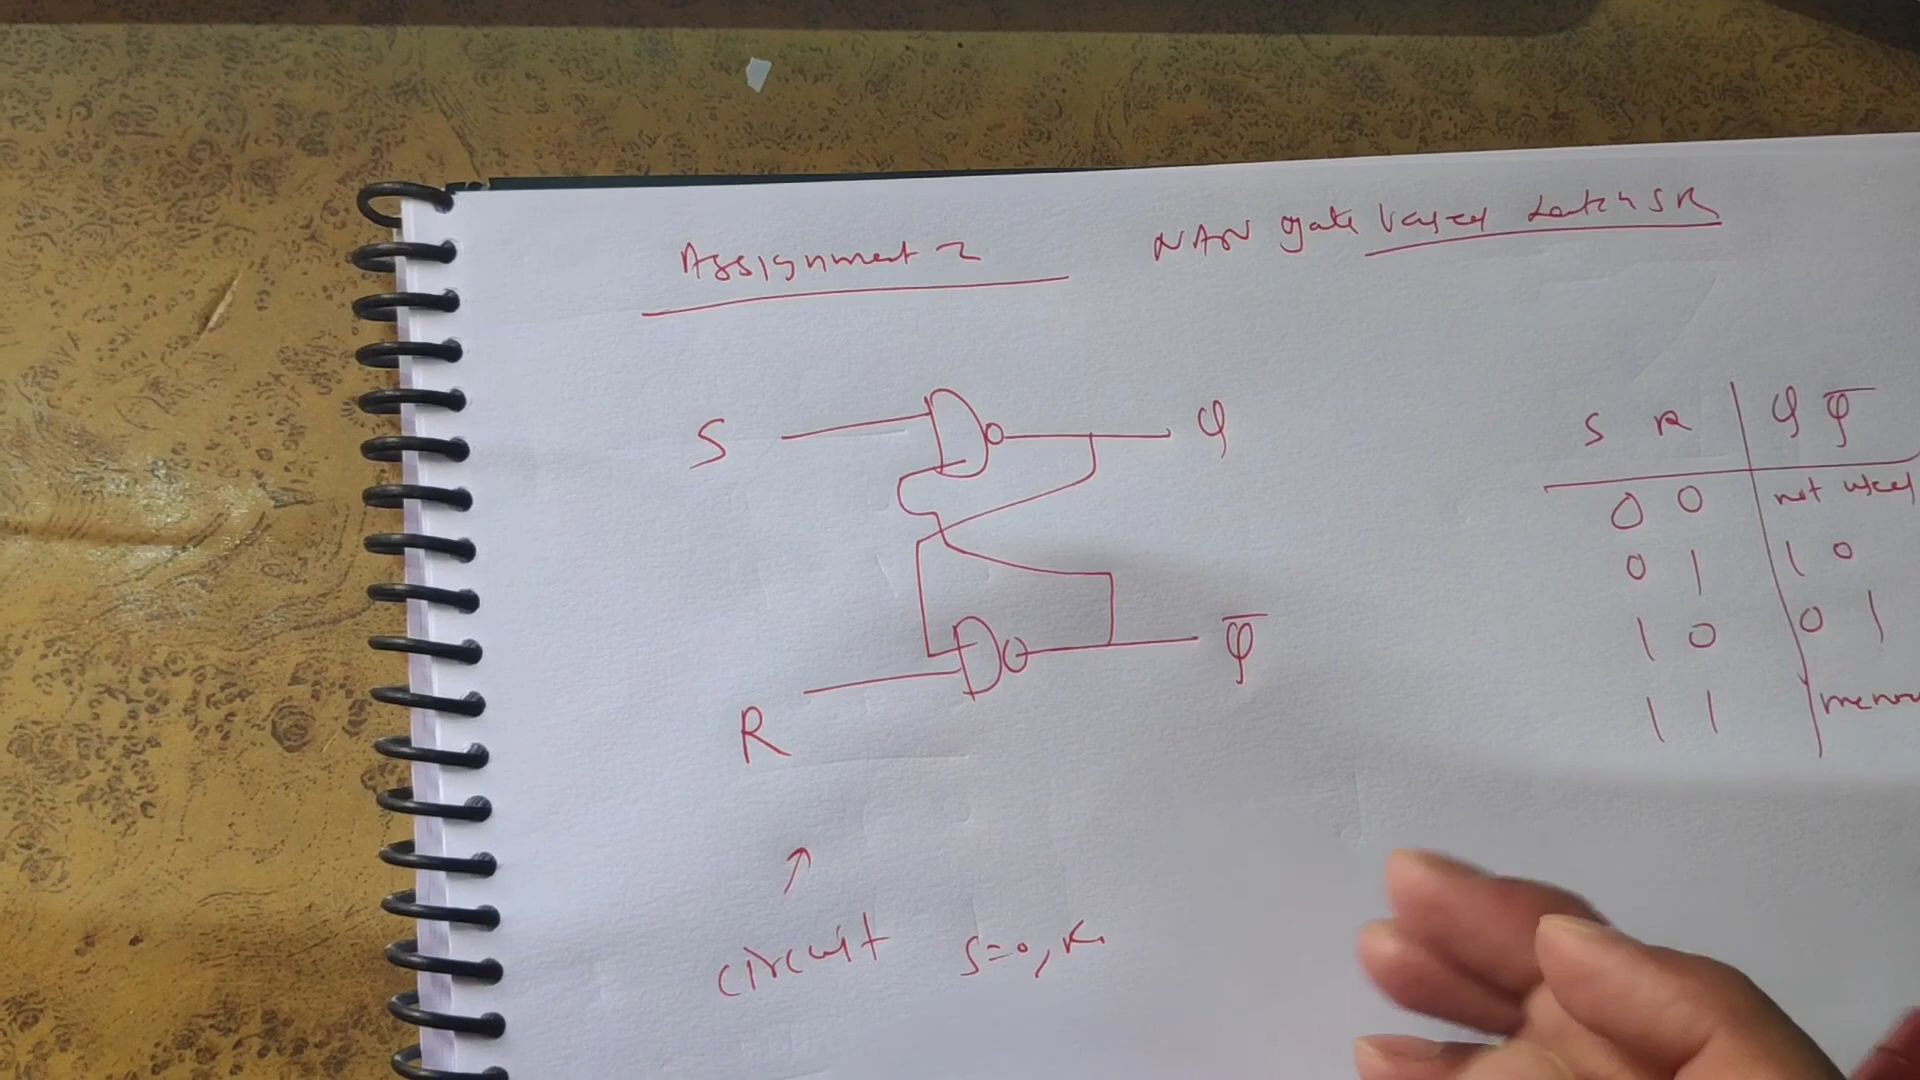 Assignment 2
NAN gate based Latch SR
S
Q
R
Q̅
S R | Q Q̅
0 0 | not used
0 1 | 1 0
1 0 | 0 1
1 1 |
circuit S=0, R